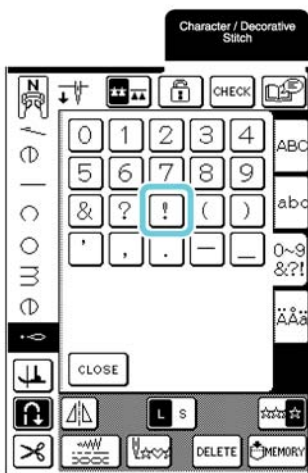 Character / Decorative
Stitch
N
CHECK
0 1 2 3 4
ABC
5 6 7 8 9
& ? ! ( )
abc
' , . – _
0~9
&?!
ÄÅä
CLOSE
L S
DELETE
MEMORY